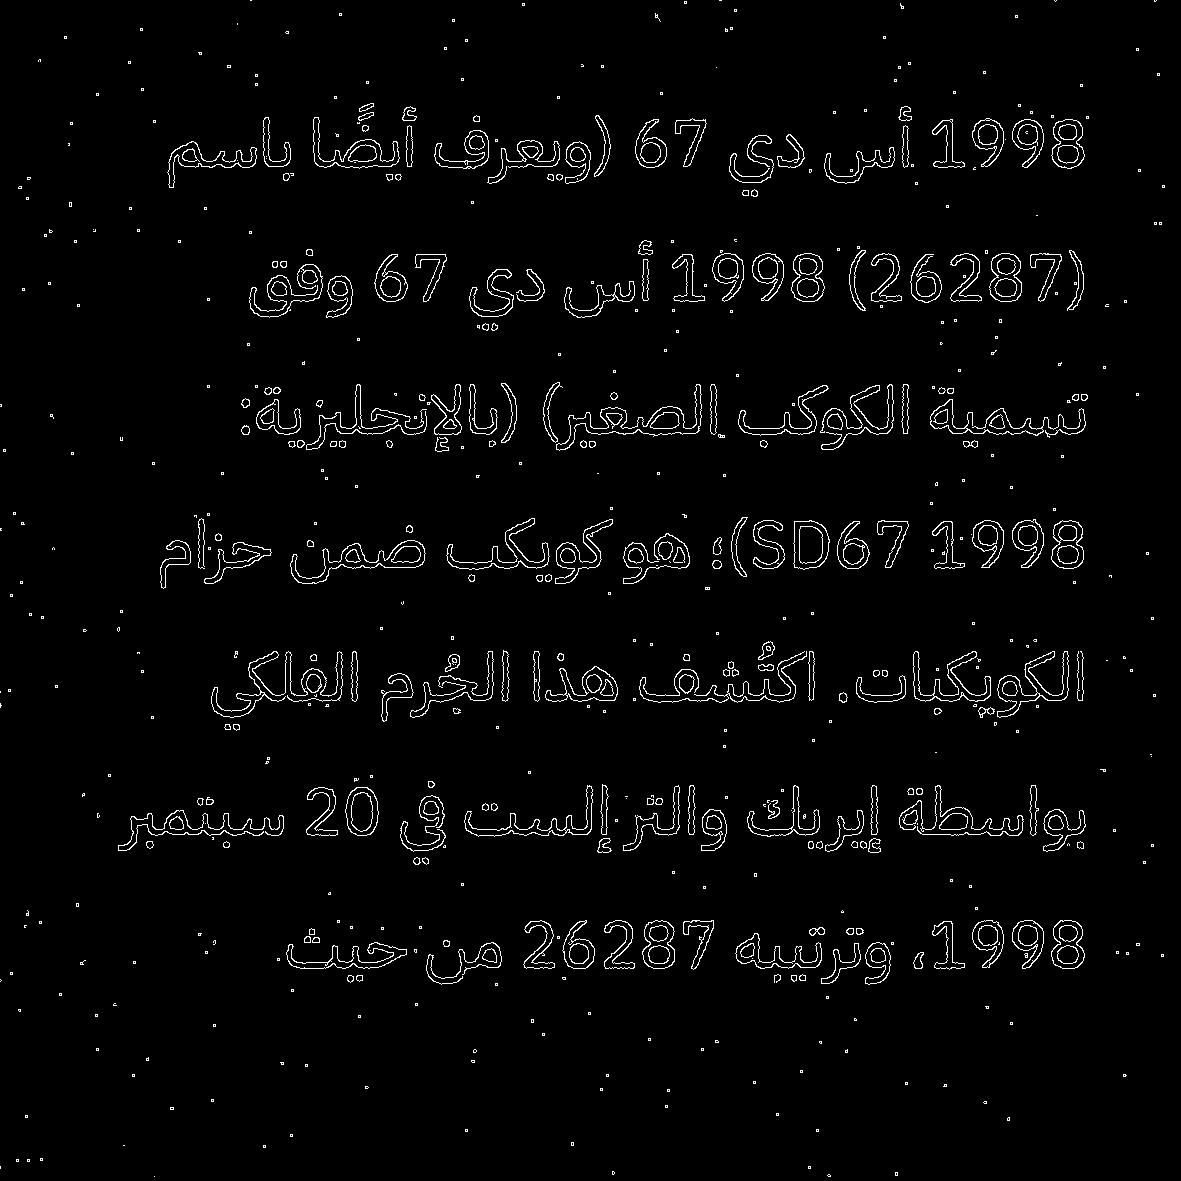 1998 أس دي 67 (ويعرف أيضًا باسم
(26287) 1998 أس دي 67 وفق
تسمية الكوكب الصغير) (بالإنجليزية:
1998 SD67)؛ هو كويكب ضمن حزام
الكويكبات. اكتُشف هذا الجُرم الفلكي
بواسطة إيريك والتر إلست في 20 سبتمبر
1998، وترتيبه 26287 من حيث